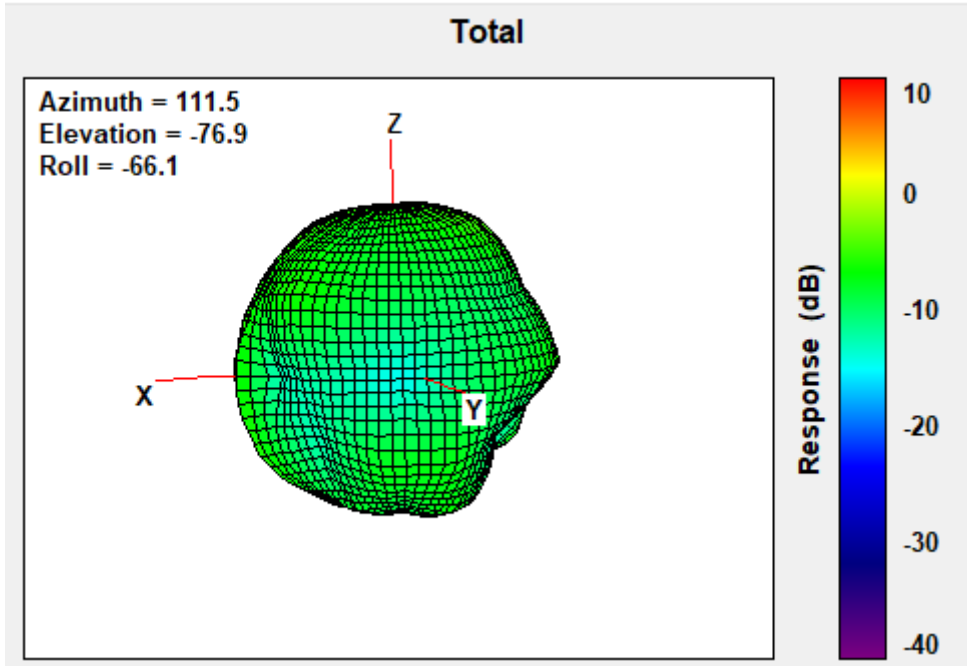 Total
Azimuth = 111.5
Elevation = -76.9
Roll = -66.1
Z
X
Y
10
0
-10
-20
-30
-40
Response (dB)